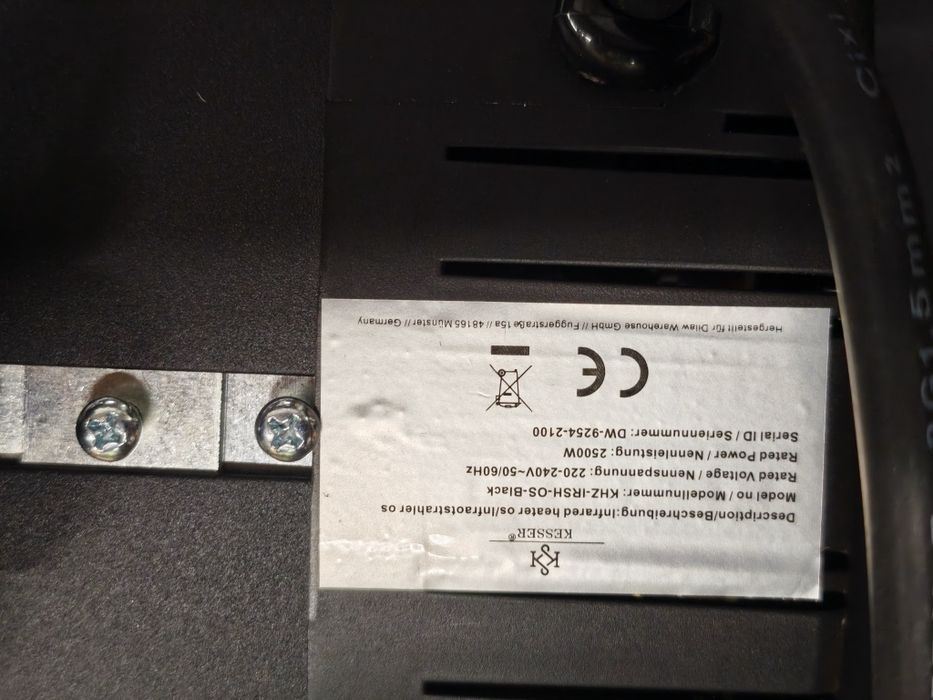 KESSER®
Description/Beschreibung:Infrared heater os/Infraotstrahler os
Model no / Modellnummer: KHZ-IRSH-OS-Black
Rated Voltage / Nennspannung: 220-240V-50/60Hz
Rated Power / Nennleistung: 2500W
Serial ID / Seriennummer: DW-9254-2100
CE
Hergestellt für Dilaw Warehouse GmbH // Fuggerstraße 15a // 48165 Münster // Germany
5mm²